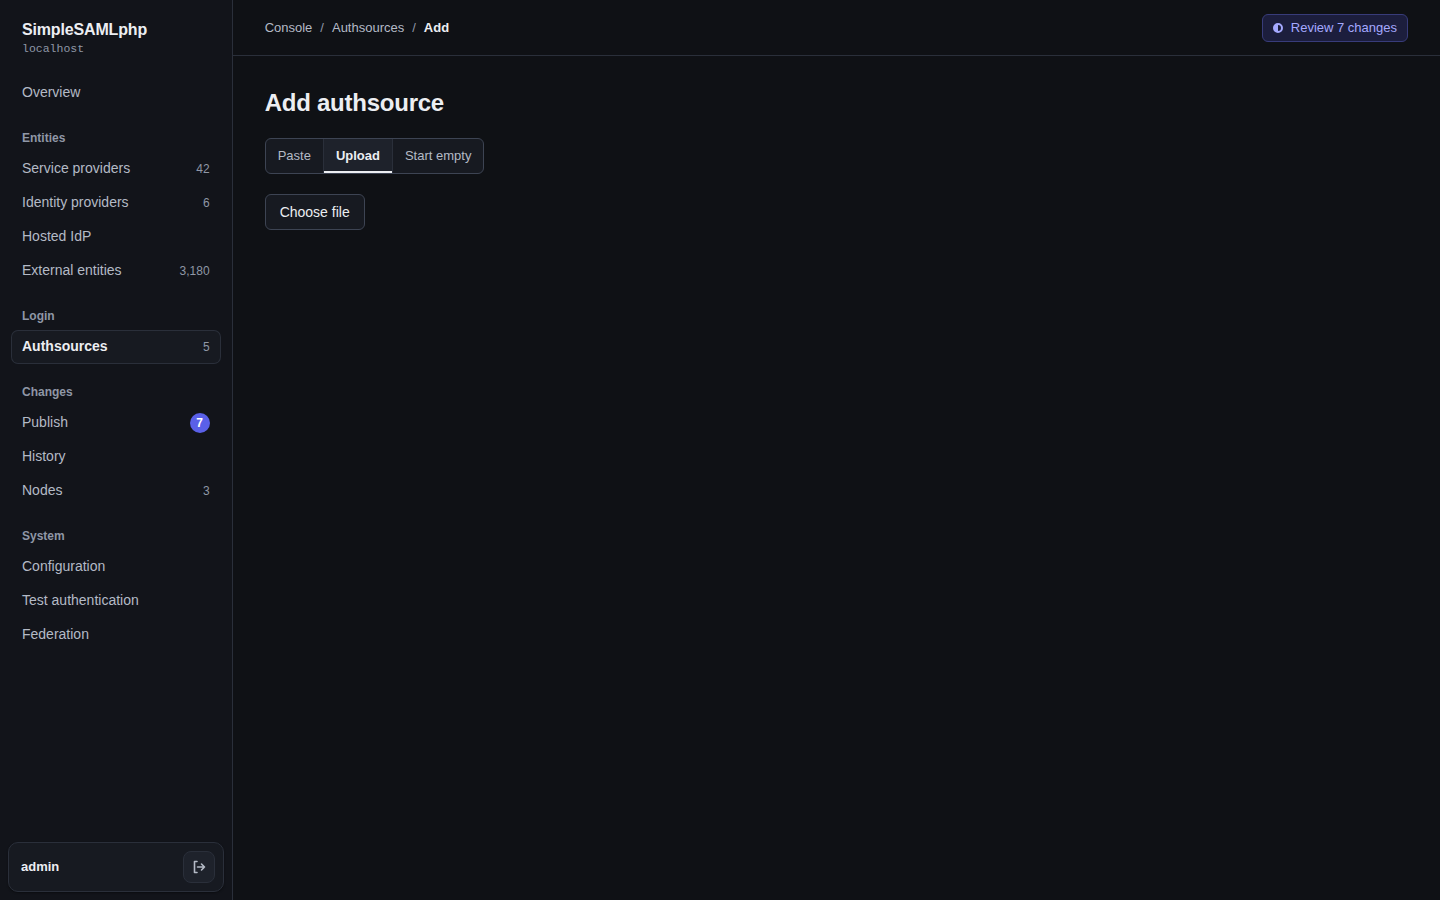 SimpleSAMLphp
localhost
Overview
Entities
Service providers 42
Identity providers 6
Hosted IdP
External entities 3,180
Login
Authsources 5
Changes
Publish 7
History
Nodes 3
System
Configuration
Test authentication
Federation
admin
Console / Authsources / Add
Review 7 changes
Add authsource
Paste Upload Start empty
Choose file